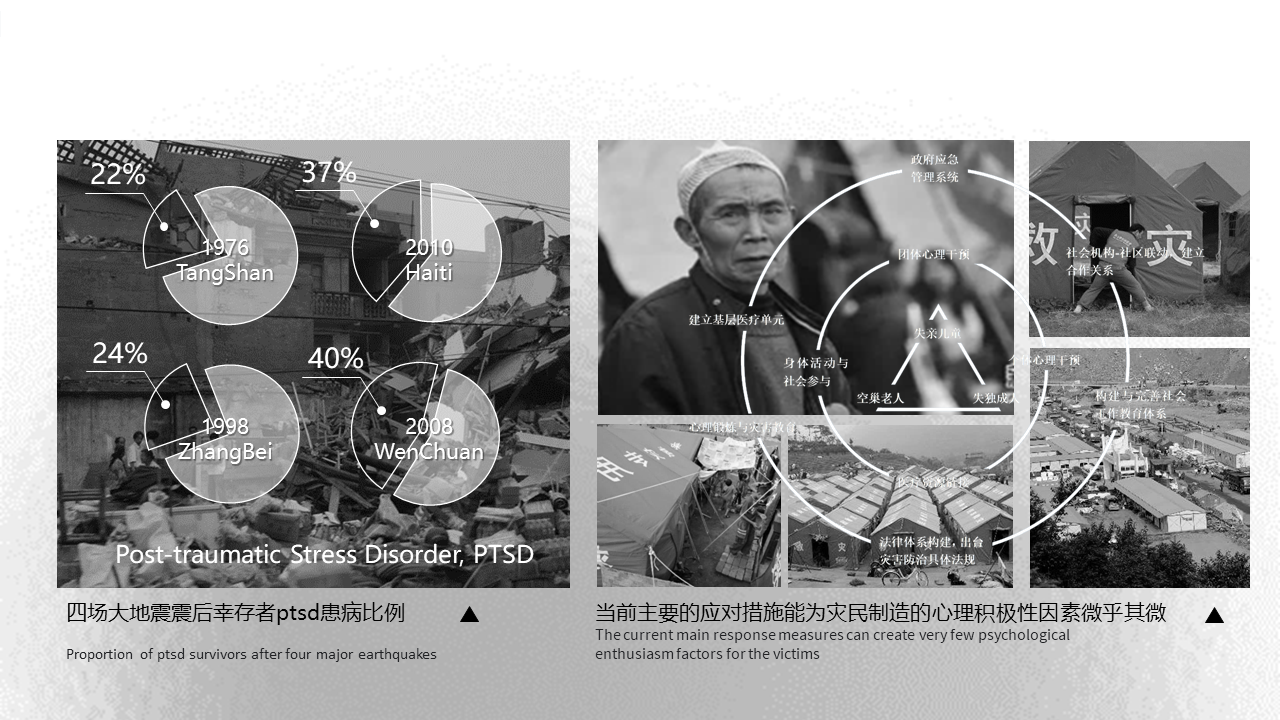 22%
37%
1976
TangShan
2010
Haiti
24%
40%
1998
ZhangBei
2008
WenChuan
Post-traumatic Stress Disorder, PTSD
政府应急
管理系统
团体心理干预
社会机构-社区联动，建立
合作关系
救
灾
灾
建立基层医疗单元
失亲儿童
身体活动与
社会参与
心理干预
空巢老人
失独成人
构建与完善社会
工作教育体系
心理锻炼与灾害教育
医疗资源链接
法律体系构建，出台
灾害防治具体法规
四场大地震震后幸存者ptsd患病比例
Proportion of ptsd survivors after four major earthquakes
当前主要的应对措施能为灾民制造的心理积极性因素微乎其微
The current main response measures can create very few psychological
enthusiasm factors for the victims